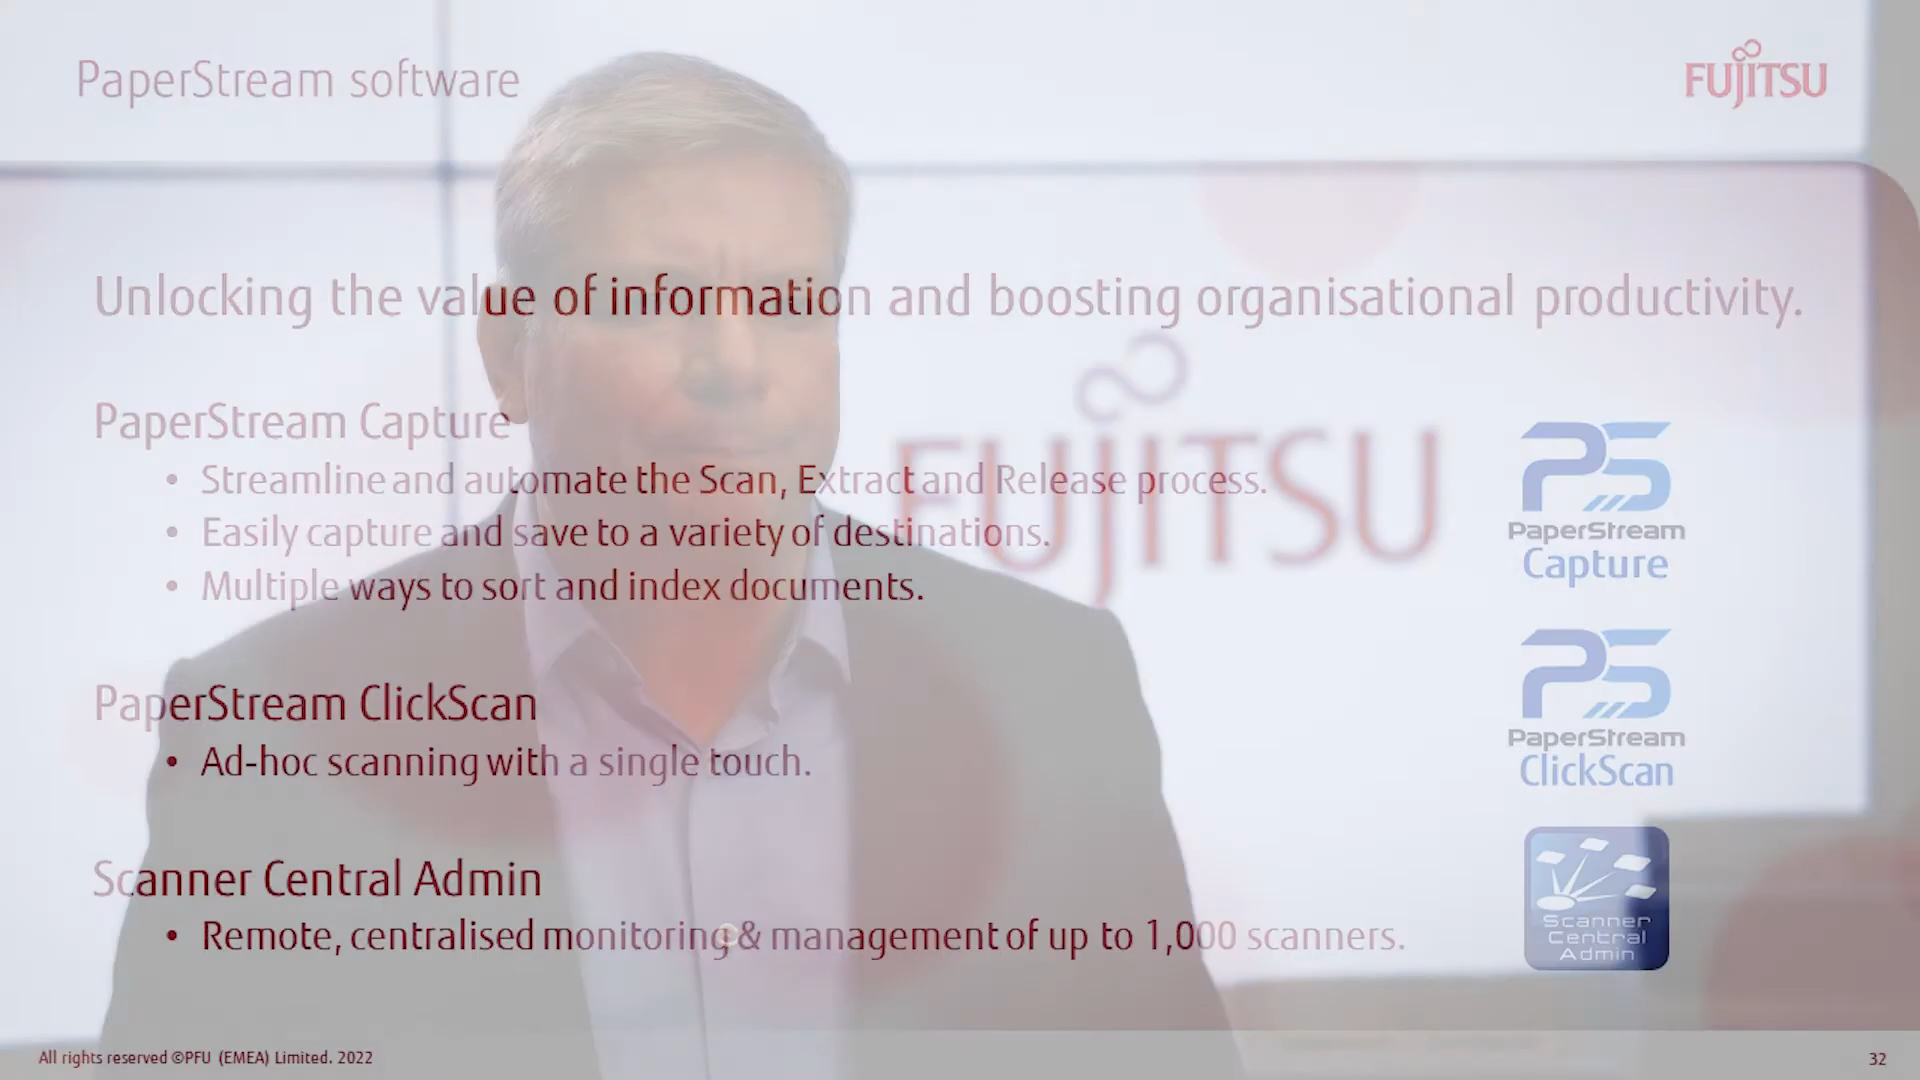 PaperStream software
FUJITSU
Unlocking the value of information and boosting organisational productivity.
PaperStream Capture
• Streamline and automate the Scan, Extract and Release process.
• Easily capture and save to a variety of destinations.
• Multiple ways to sort and index documents.
FUJITSU
PS
PaperStream
Capture
PaperStream ClickScan
• Ad-hoc scanning with a single touch.
PS
PaperStream
ClickScan
Scanner Central Admin
• Remote, centralised monitoring & management of up to 1,000 scanners.
Scanner
Central
Admin
All rights reserved ©PFU (EMEA) Limited. 2022
32